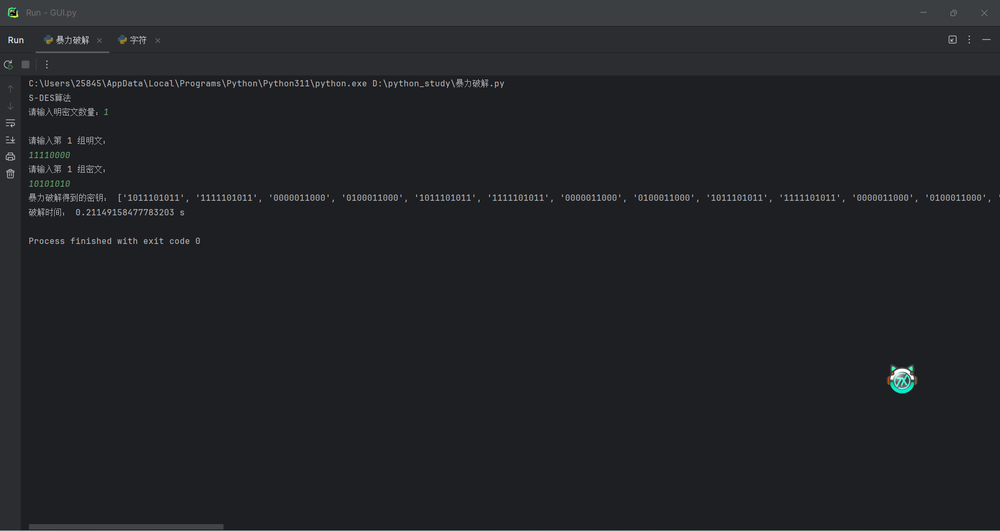 Run - GUI.py
Run 暴力破解 字符
C:\Users\25845\AppData\Local\Programs\Python\Python311\python.exe D:\python_study\暴力破解.py
S-DES算法
请输入明密文数量：1
请输入第 1 组明文：
11110000
请输入第 1 组密文：
10101010
暴力破解得到的密钥： ['1011101011', '1111101011', '0000011000', '0100011000', '1011101011', '1111101011', '0000011000', '0100011000', '1011101011', '1111101011', '0000011000', '0100011000', '
破解时间： 0.21149158477783203 s
Process finished with exit code 0